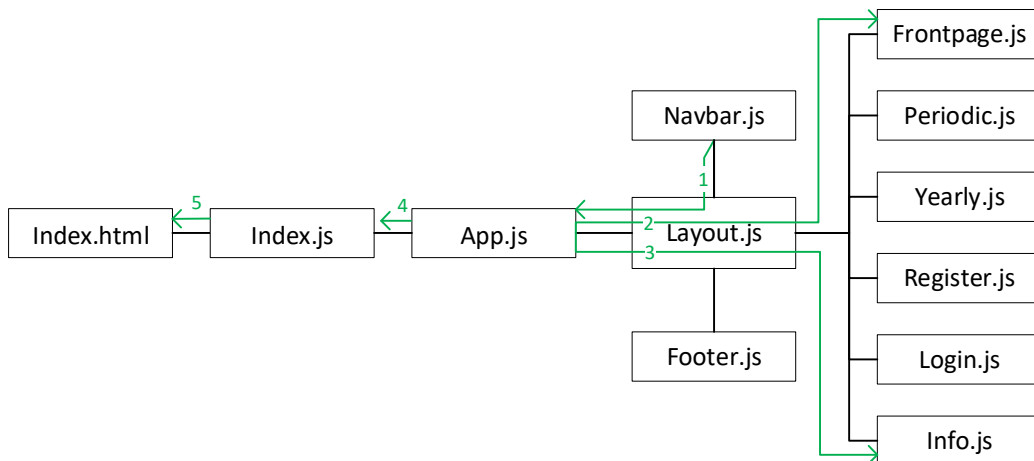 Frontpage.js
Navbar.js
Periodic.js
1
Yearly.js
5
4
2
Index.html
Index.js
App.js
Layout.js
3
Register.js
Footer.js
Login.js
Info.js